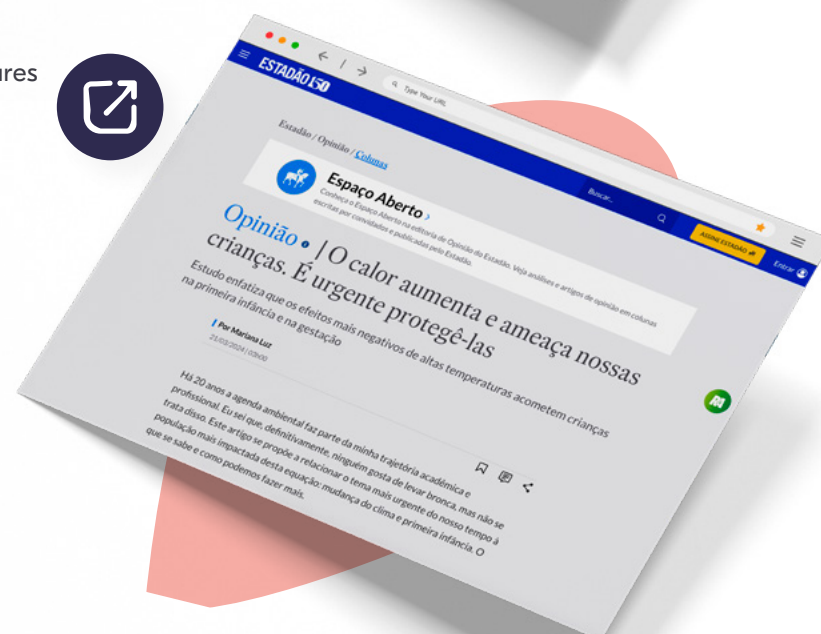 ures
Type Your URL
ESTADÃO 150
Buscar...
ASSINE ESTADÃO
Entrar
Estadão / Opinião / Colunas
Espaço Aberto >
Conheça o Espaço Aberto na editoria de Opinião do Estadão. Veja análises e artigos de opinião em colunas
escritas por convidados e publicadas pelo Estadão.
Opinião | O calor aumenta e ameaça nossas
crianças. É urgente protegê-las
Estudo enfatiza que os efeitos mais negativos de altas temperaturas acometem crianças
na primeira infância e na gestação
Por Mariana Luz
21/03/2024 | 03h00
Há 20 anos a agenda ambiental faz parte da minha trajetória acadêmica e
profissional. Eu sei que, definitivamente, ninguém gosta de levar bronca, mas não se
trata disso. Este artigo se propõe a relacionar o tema mais urgente do nosso tempo à
população mais impactada desta equação: mudança do clima e primeira infância. O
que se sabe e como podemos fazer mais.